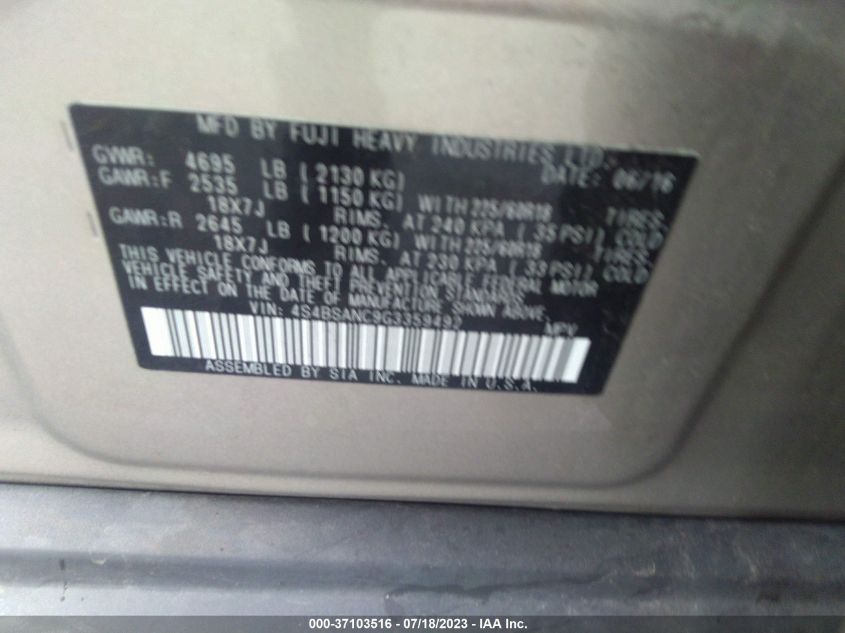 MFD BY FUJI HEAVY INDUSTRIES LTD.
GVWR: 4695 LB ( 2130 KG) DATE: 06/16
GAWR:F 2535 LB ( 1150 KG) WITH 225/60R18 TIRES,
18X7J RIMS, AT 240 KPA ( 35 PSI) COLD
GAWR:R 2645 LB ( 1200 KG) WITH 225/60R18 TIRES,
18X7J RIMS, AT 230 KPA ( 33 PSI) COLD
THIS VEHICLE CONFORMS TO ALL APPLICABLE FEDERAL MOTOR
VEHICLE SAFETY AND THEFT PREVENTION STANDARDS
IN EFFECT ON THE DATE OF MANUFACTURE SHOWN ABOVE.
VIN: 4S4BSANC9G3359492 MPV
ASSEMBLED BY SIA INC. MADE IN U.S.A.
000-37103516 - 07/18/2023 - IAA Inc.